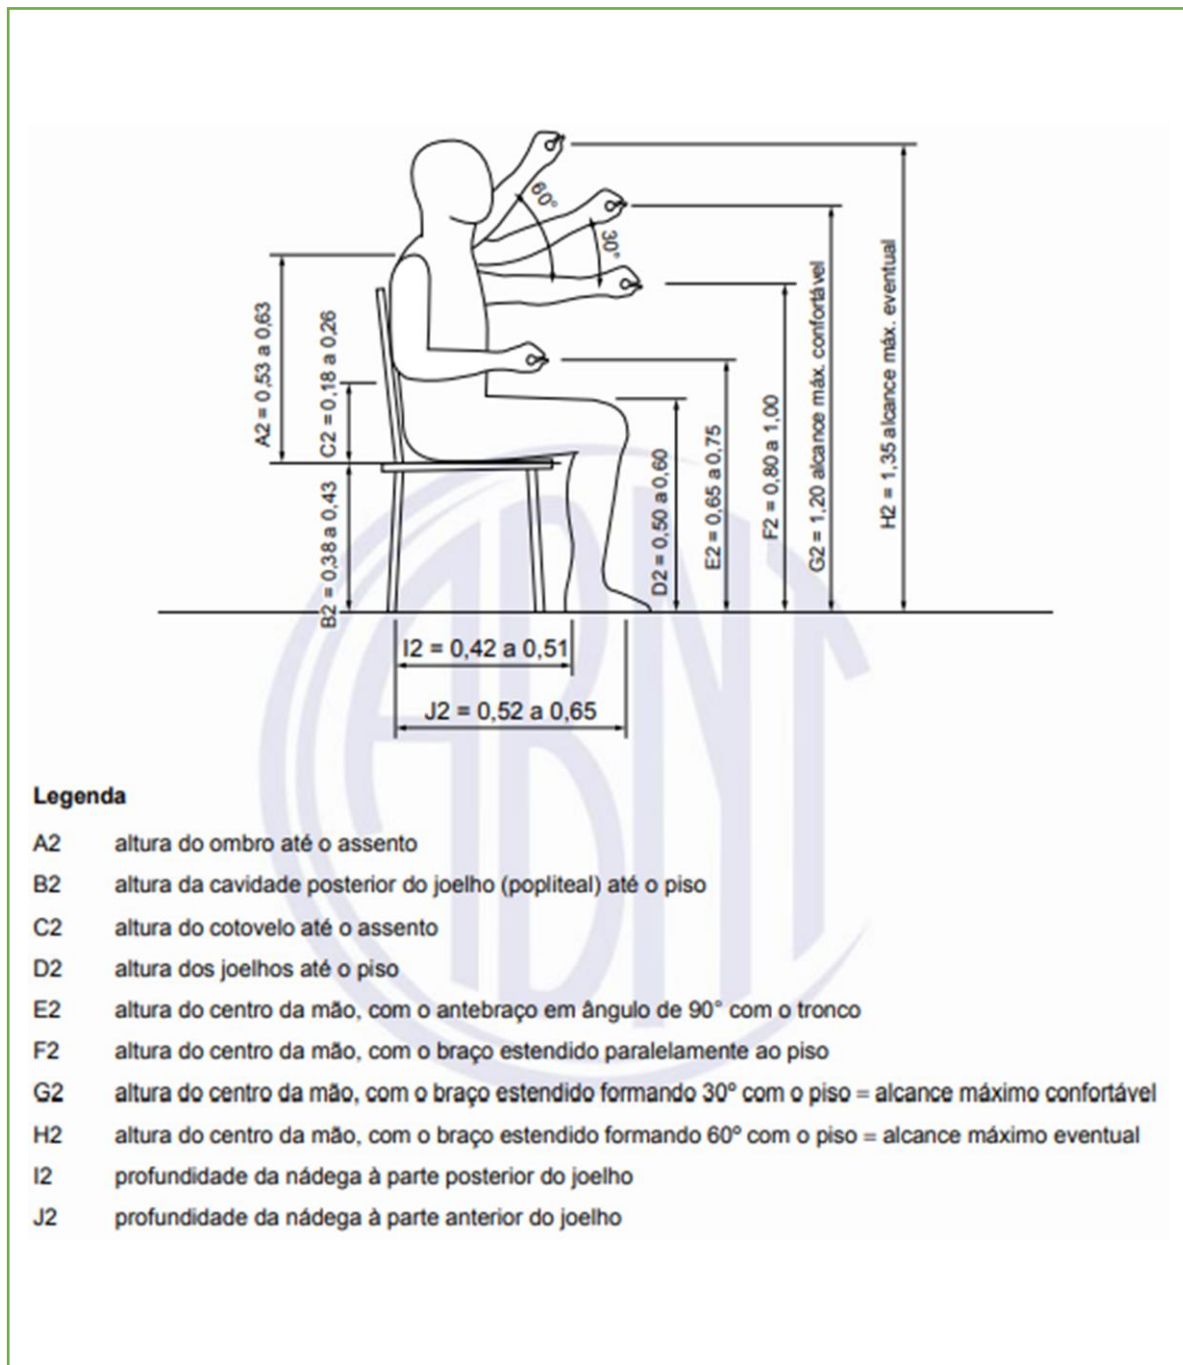 60°
30°
A2 = 0,53 a 0,63
C2 = 0,18 a 0,26
B2 = 0,38 a 0,43
D2 = 0,50 a 0,60
E2 = 0,65 a 0,75
F2 = 0,80 a 1,00
G2 = 1,20 alcance máx. confortável
H2 = 1,35 alcance máx. eventual
I2 = 0,42 a 0,51
J2 = 0,52 a 0,65
ABNT
Legenda
A2 altura do ombro até o assento
B2 altura da cavidade posterior do joelho (popliteal) até o piso
C2 altura do cotovelo até o assento
D2 altura dos joelhos até o piso
E2 altura do centro da mão, com o antebraço em ângulo de 90° com o tronco
F2 altura do centro da mão, com o braço estendido paralelamente ao piso
G2 altura do centro da mão, com o braço estendido formando 30º com o piso = alcance máximo confortável
H2 altura do centro da mão, com o braço estendido formando 60º com o piso = alcance máximo eventual
I2 profundidade da nádega à parte posterior do joelho
J2 profundidade da nádega à parte anterior do joelho